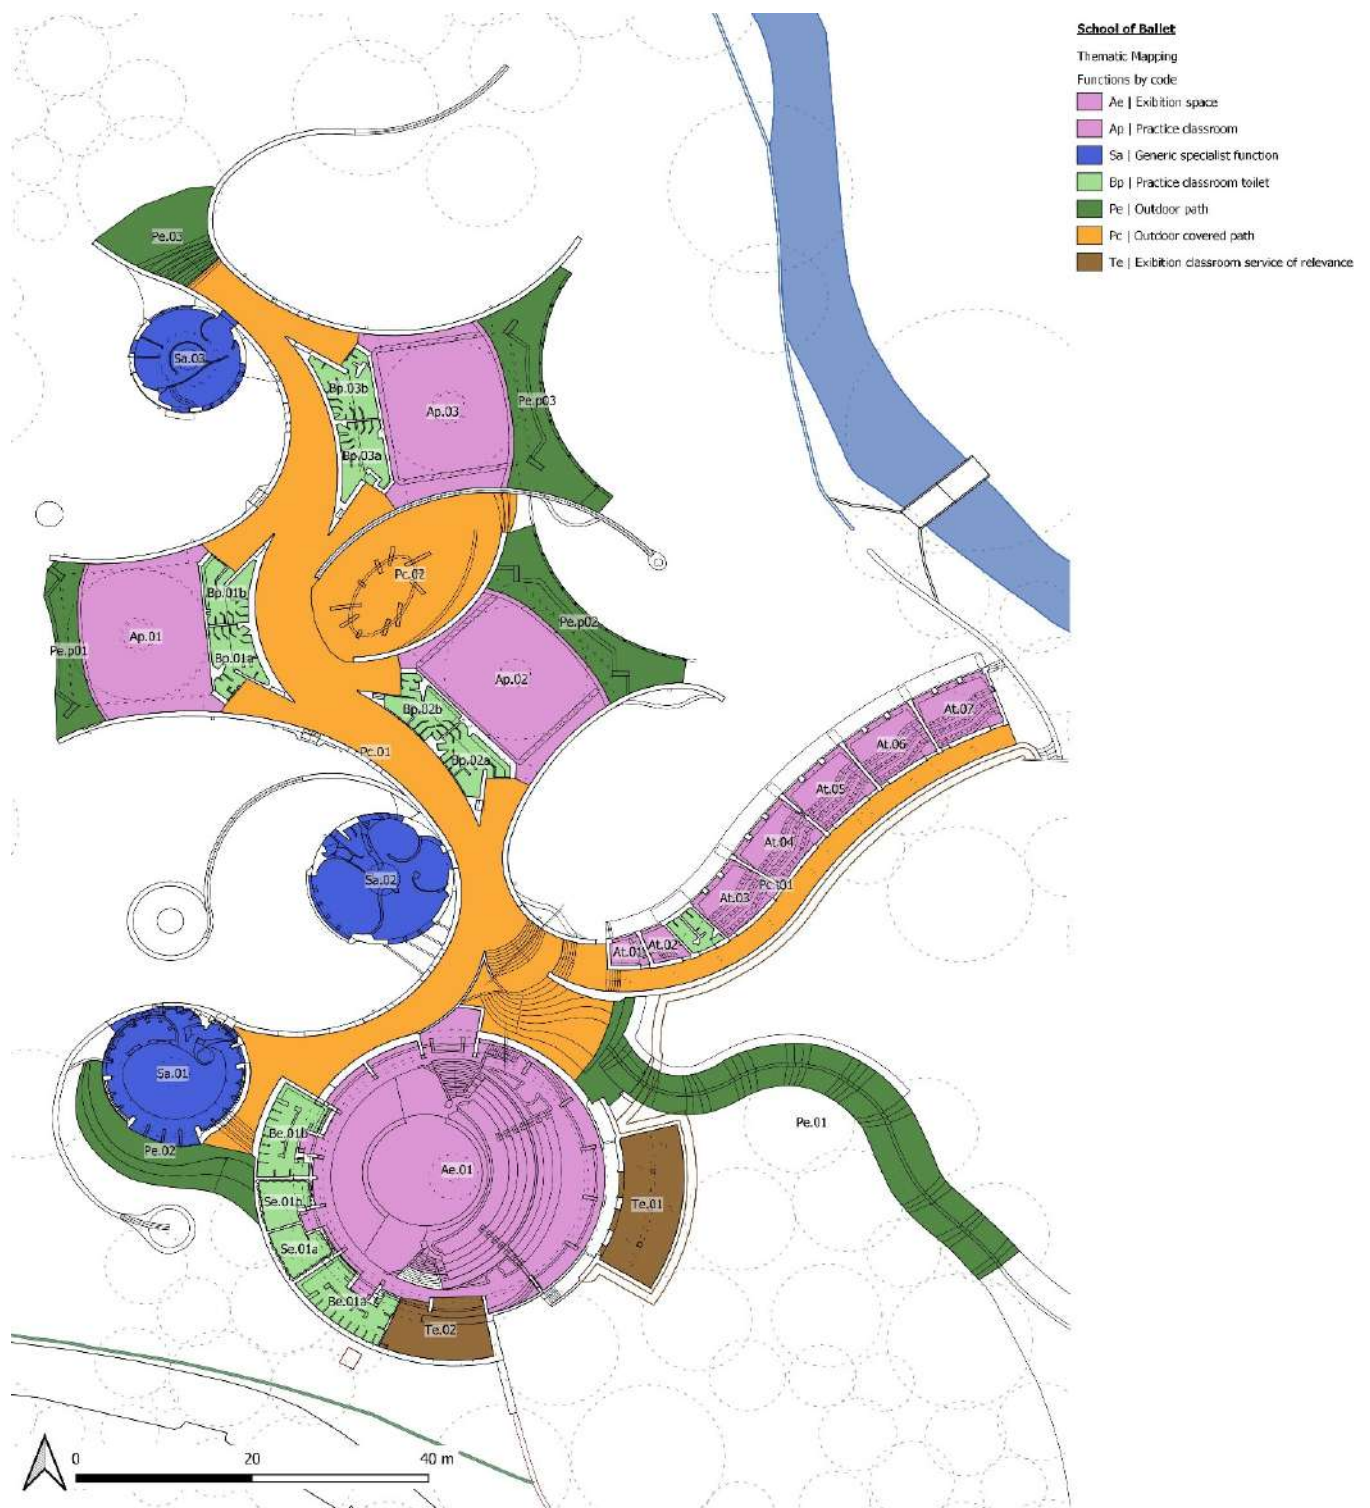 School of Ballet
Thematic Mapping
Functions by code
Ae | Exibition space
Ap | Practice classroom
Sa | Generic specialist function
Bp | Practice classroom toilet
Pe | Outdoor path
Pc | Outdoor covered path
Te | Exibition classroom service of relevance
Pe.03
Sa.03
Bp.03b
Ap.03
Pe.p03
Bp.03a
Pc.02
Bp.01b
Ap.01
Pe.p01
Bp.01a
Pe.p02
Ap.02
Bp.02b
Pc.01
Bp.02a
At.07
At.06
At.05
At.04
Pc.t01
At.03
At.02
At.01
Sa.02
Sa.01
Pe.02
Pe.01
Be.01b
Ae.01
Se.01b
Te.01
Se.01a
Be.01a
Te.02
0 20 40 m